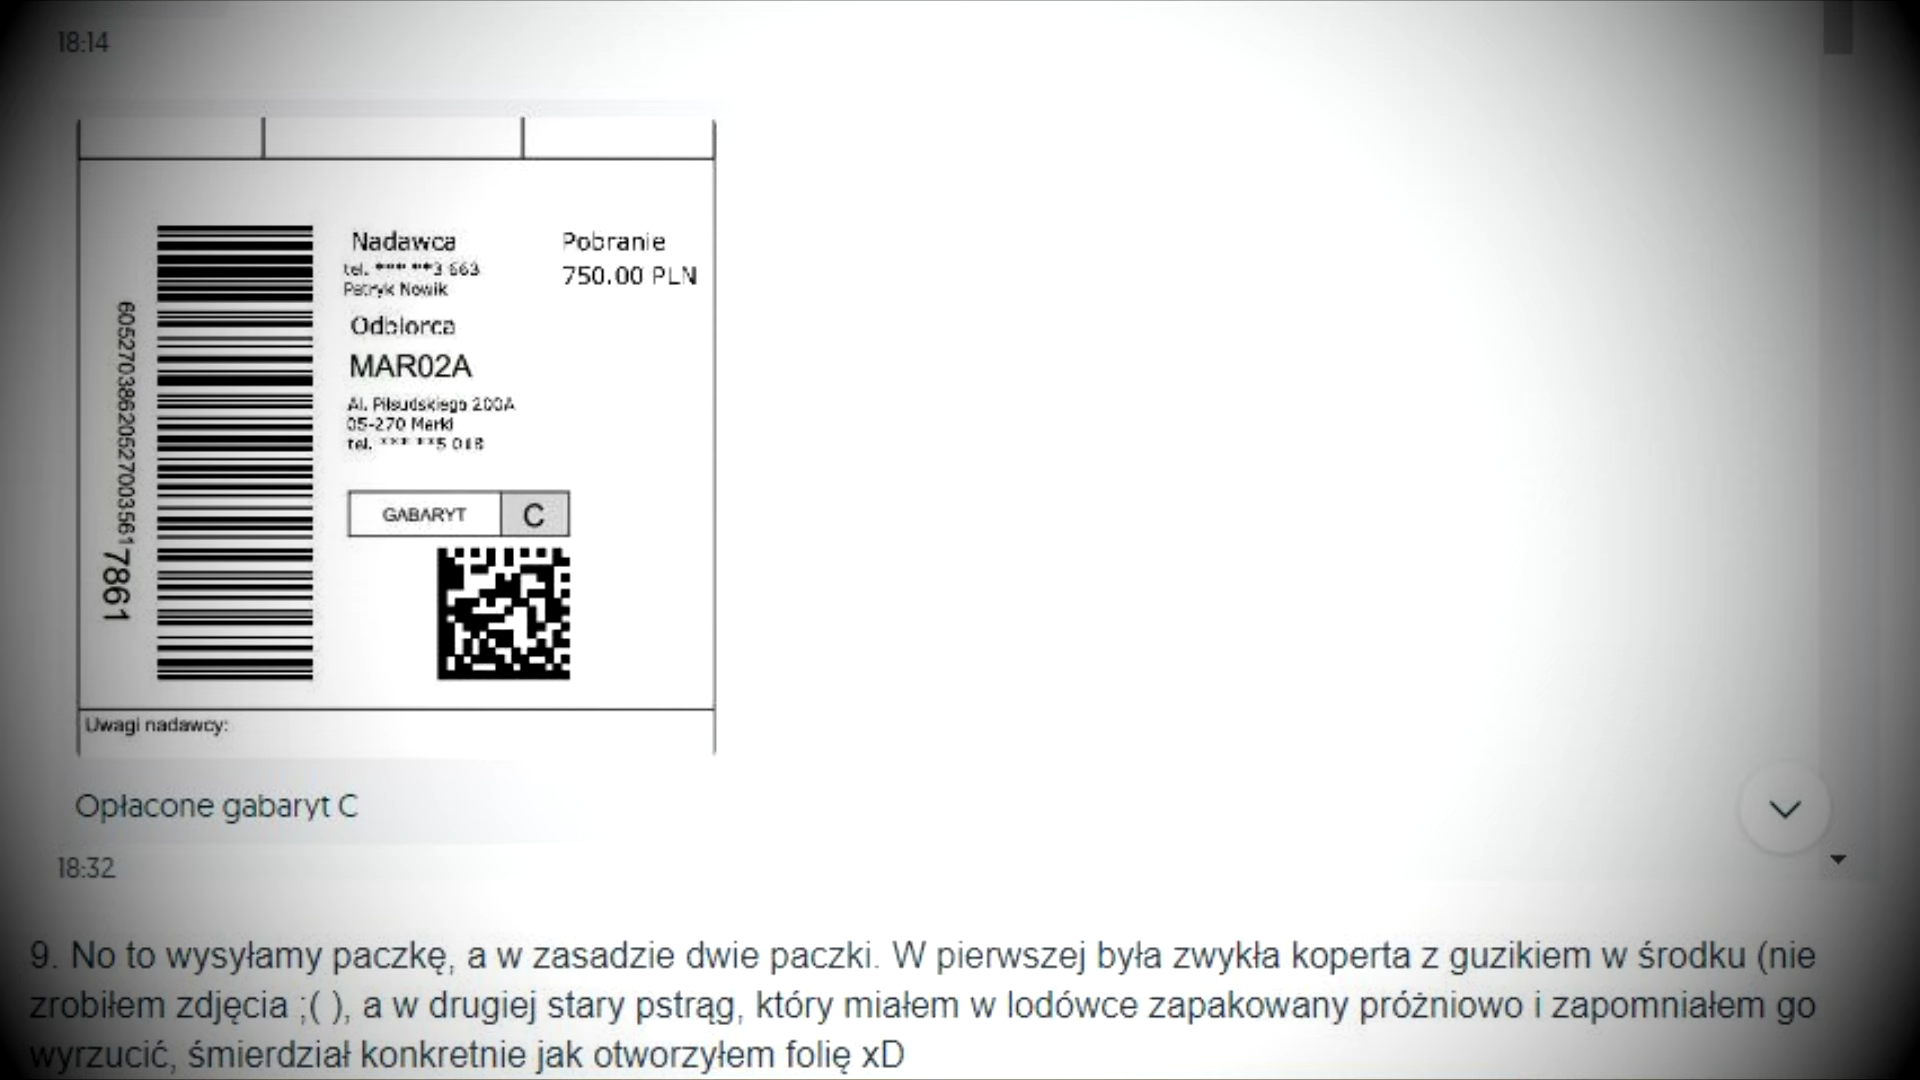 18:14
Nadawca
tel. *** **3 663
Patryk Nowik
Pobranie
750.00 PLN
Odbiorca
MAR02A
Al. Piłsudskiego 200A
05-270 Marki
tel. *** **5 018
GABARYT C
605270386205270035617861
Uwagi nadawcy:
Opłacone gabaryt C
18:32
9. No to wysyłamy paczkę, a w zasadzie dwie paczki. W pierwszej była zwykła koperta z guzikiem w środku (nie
zrobiłem zdjęcia ;( ), a w drugiej stary pstrąg, który miałem w lodówce zapakowany próżniowo i zapomniałem go
wyrzucić, śmierdział konkretnie jak otworzyłem folię xD